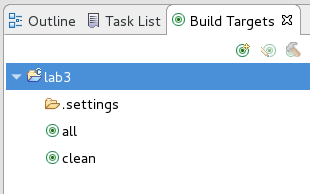 Outline Task List Build Targets
lab3
.settings
all
clean